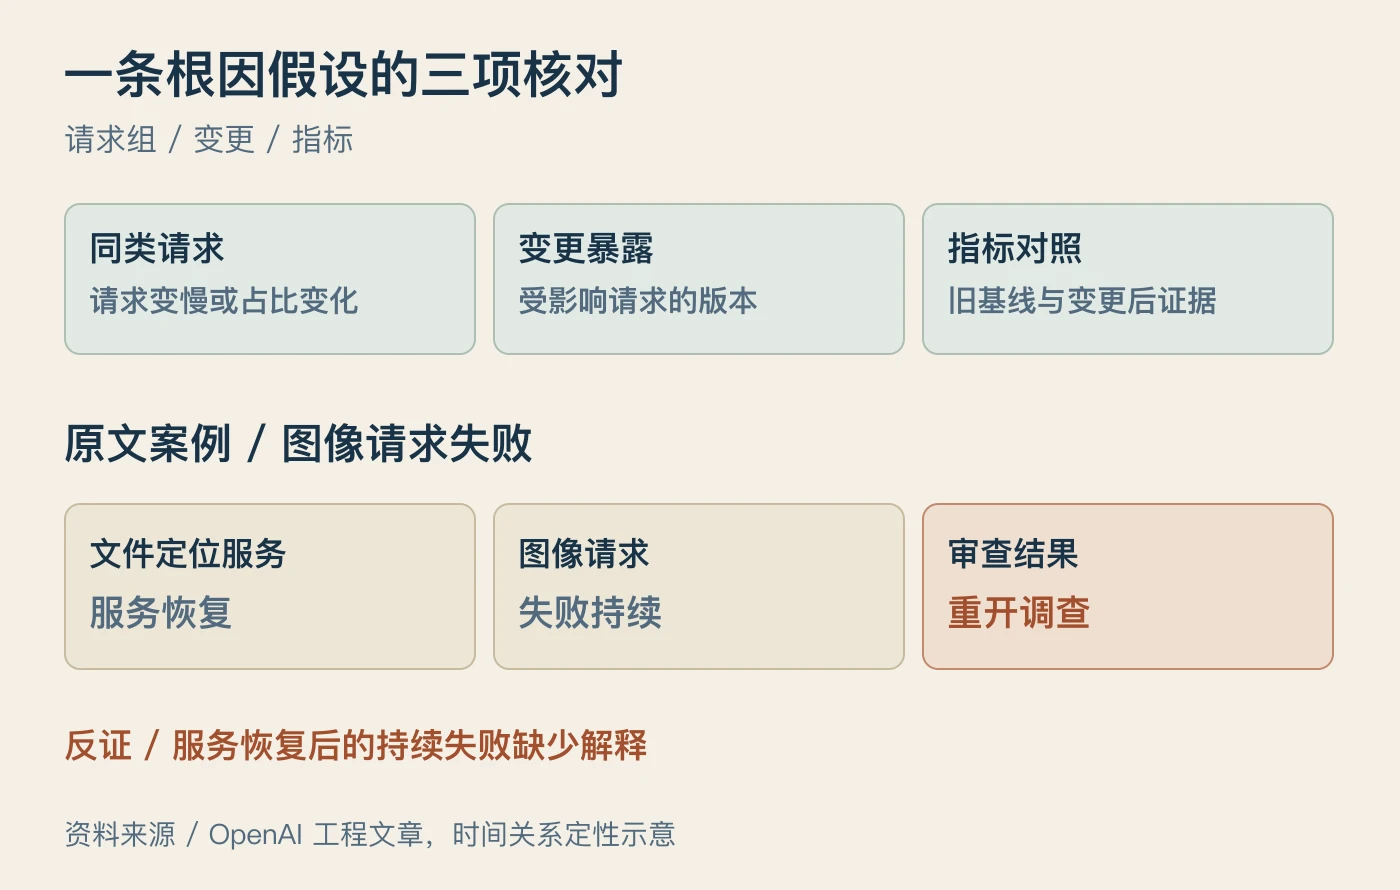 一条根因假设的三项核对
请求组 / 变更 / 指标
同类请求
请求变慢或占比变化
变更暴露
受影响请求的版本
指标对照
旧基线与变更后证据
原文案例 / 图像请求失败
文件定位服务
服务恢复
图像请求
失败持续
审查结果
重开调查
反证 / 服务恢复后的持续失败缺少解释
资料来源 / OpenAI 工程文章，时间关系定性示意